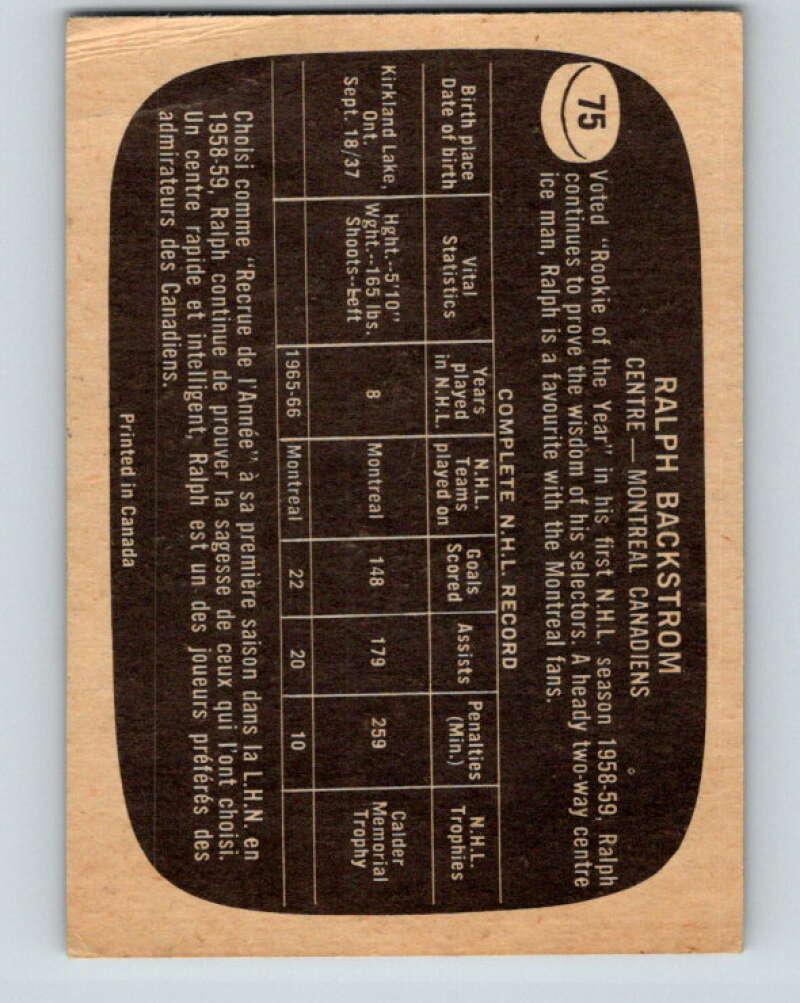 75
RALPH BACKSTROM
CENTRE — MONTREAL CANADIENS
Voted "Rookie of the Year" in his first N.H.L. season 1958-59, Ralph
continues to prove the wisdom of his selectors. A heady two-way centre
ice man, Ralph is a favourite with the Montreal fans.
COMPLETE N.H.L. RECORD
Birth place
Date of birth
Vital
Statistics
Years
played
in N.H.L.
N.H.L.
Teams
played on
Goals
Scored
Assists
Penalties
(Min.)
N.H.L.
Trophies
Kirkland Lake,
Ont.
Sept. 18/37
Hght.--5'10"
Wght.--165 lbs.
Shoots--Left
8
Montreal
148
179
259
Calder
Memorial
Trophy
1965-66
Montreal
22
20
10
Choisi comme "Recrue de l'Année" à sa première saison dans la L.H.N. en
1958-59, Ralph continue de prouver la sagesse de ceux qui l'ont choisi.
Un centre rapide et intelligent, Ralph est un des joueurs préférés des
admirateurs des Canadiens.
Printed in Canada